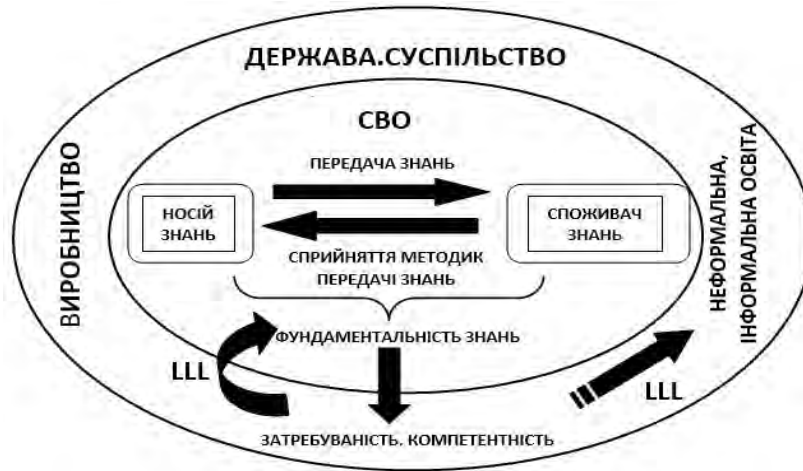 ДЕРЖАВА.СУСПІЛЬСТВО
СВО
ПЕРЕДАЧА ЗНАНЬ
ВИРОБНИЦТВО
НОСІЙ
ЗНАНЬ
СПОЖИВАЧ
ЗНАНЬ
НЕФОРМАЛЬНА,
ІНФОРМАЛЬНА ОСВІТА
СПРИЙНЯТТЯ МЕТОДИК
ПЕРЕДАЧІ ЗНАНЬ
ФУНДАМЕНТАЛЬНІСТЬ ЗНАНЬ
LLL
LLL
ЗАТРЕБУВАНІСТЬ. КОМПЕТЕНТНІСТЬ